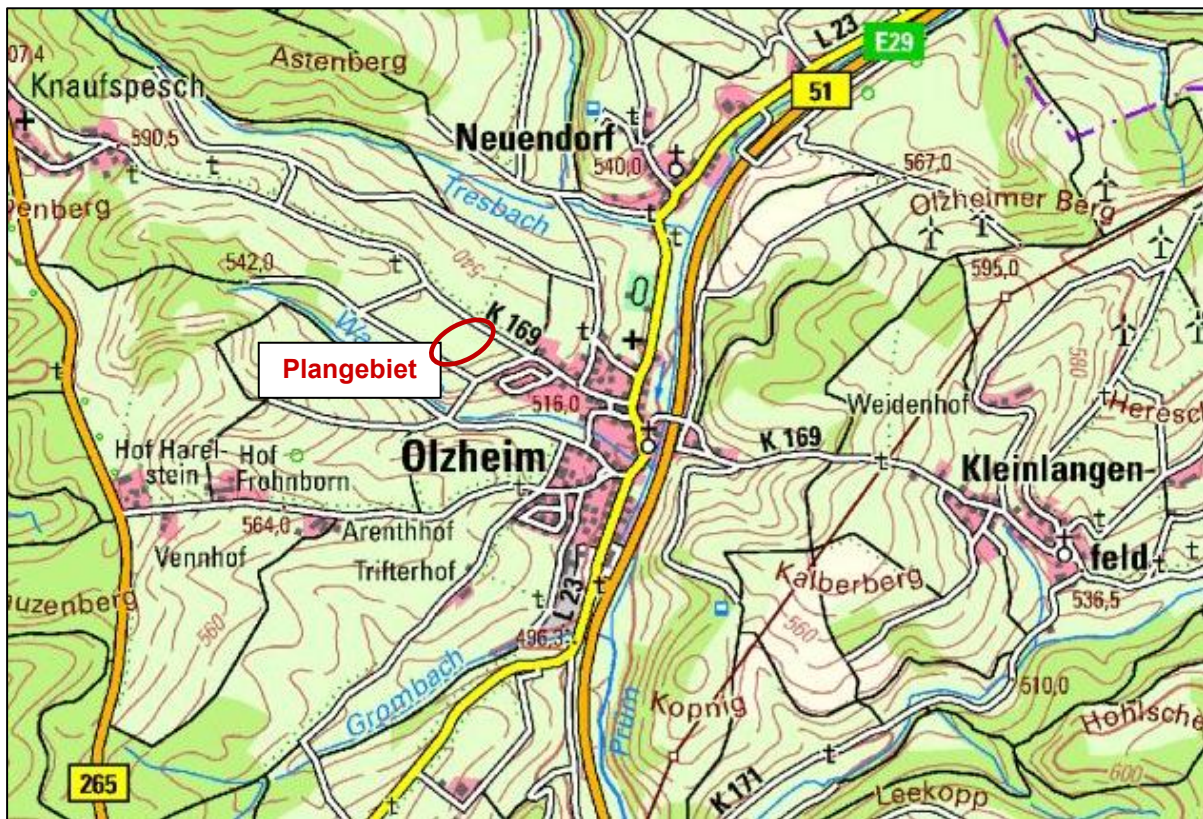 Astenberg
L 23
E29
07,4
Knaufspesch
51
590,5
Neuendorf
540,0
567,0
Tresbach
Olzheimer Berg
enberg
542,0
540
595,0
K 169
Wa
580
Plangebiet
516,0
Weidenhof
Heresc
Olzheim
K 169
Hof Harel-
stein
Hof
Frohnborn
Kleinlangen-
feld
564,0
Arenthhof
Vennhof
Trifterhof
Kalberberg
536,5
uzenberg
560
L 23
560
496,3
Grombach
510,0
Prüm
Kopnig
Hohlsche
265
K 171
600
Leekopp